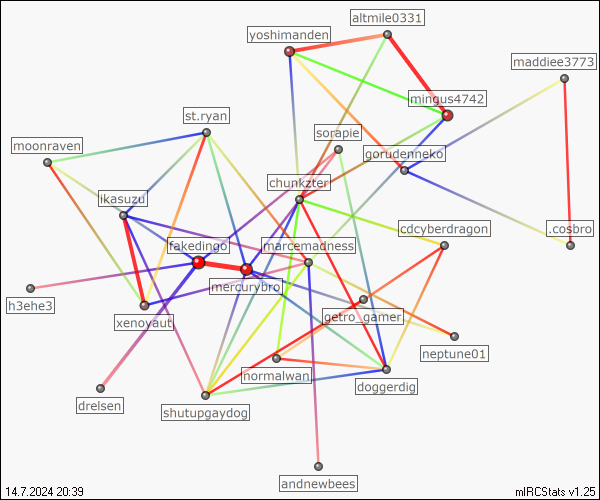 altmile0331
yoshimanden
maddiee3773
mingus4742
st.ryan
sorapie
moonraven
gorudenneko
chunkzter
ikasuzu
cdcyberdragon
.cosbro
fakedingo
marcemadness
mercurybro
h3ehe3
getro_gamer
xenoyaut
neptune01
normalwan
doggerdig
drelsen
shutupgaydog
andnewbees
14.7.2024 20:39
mIRCStats v1.25